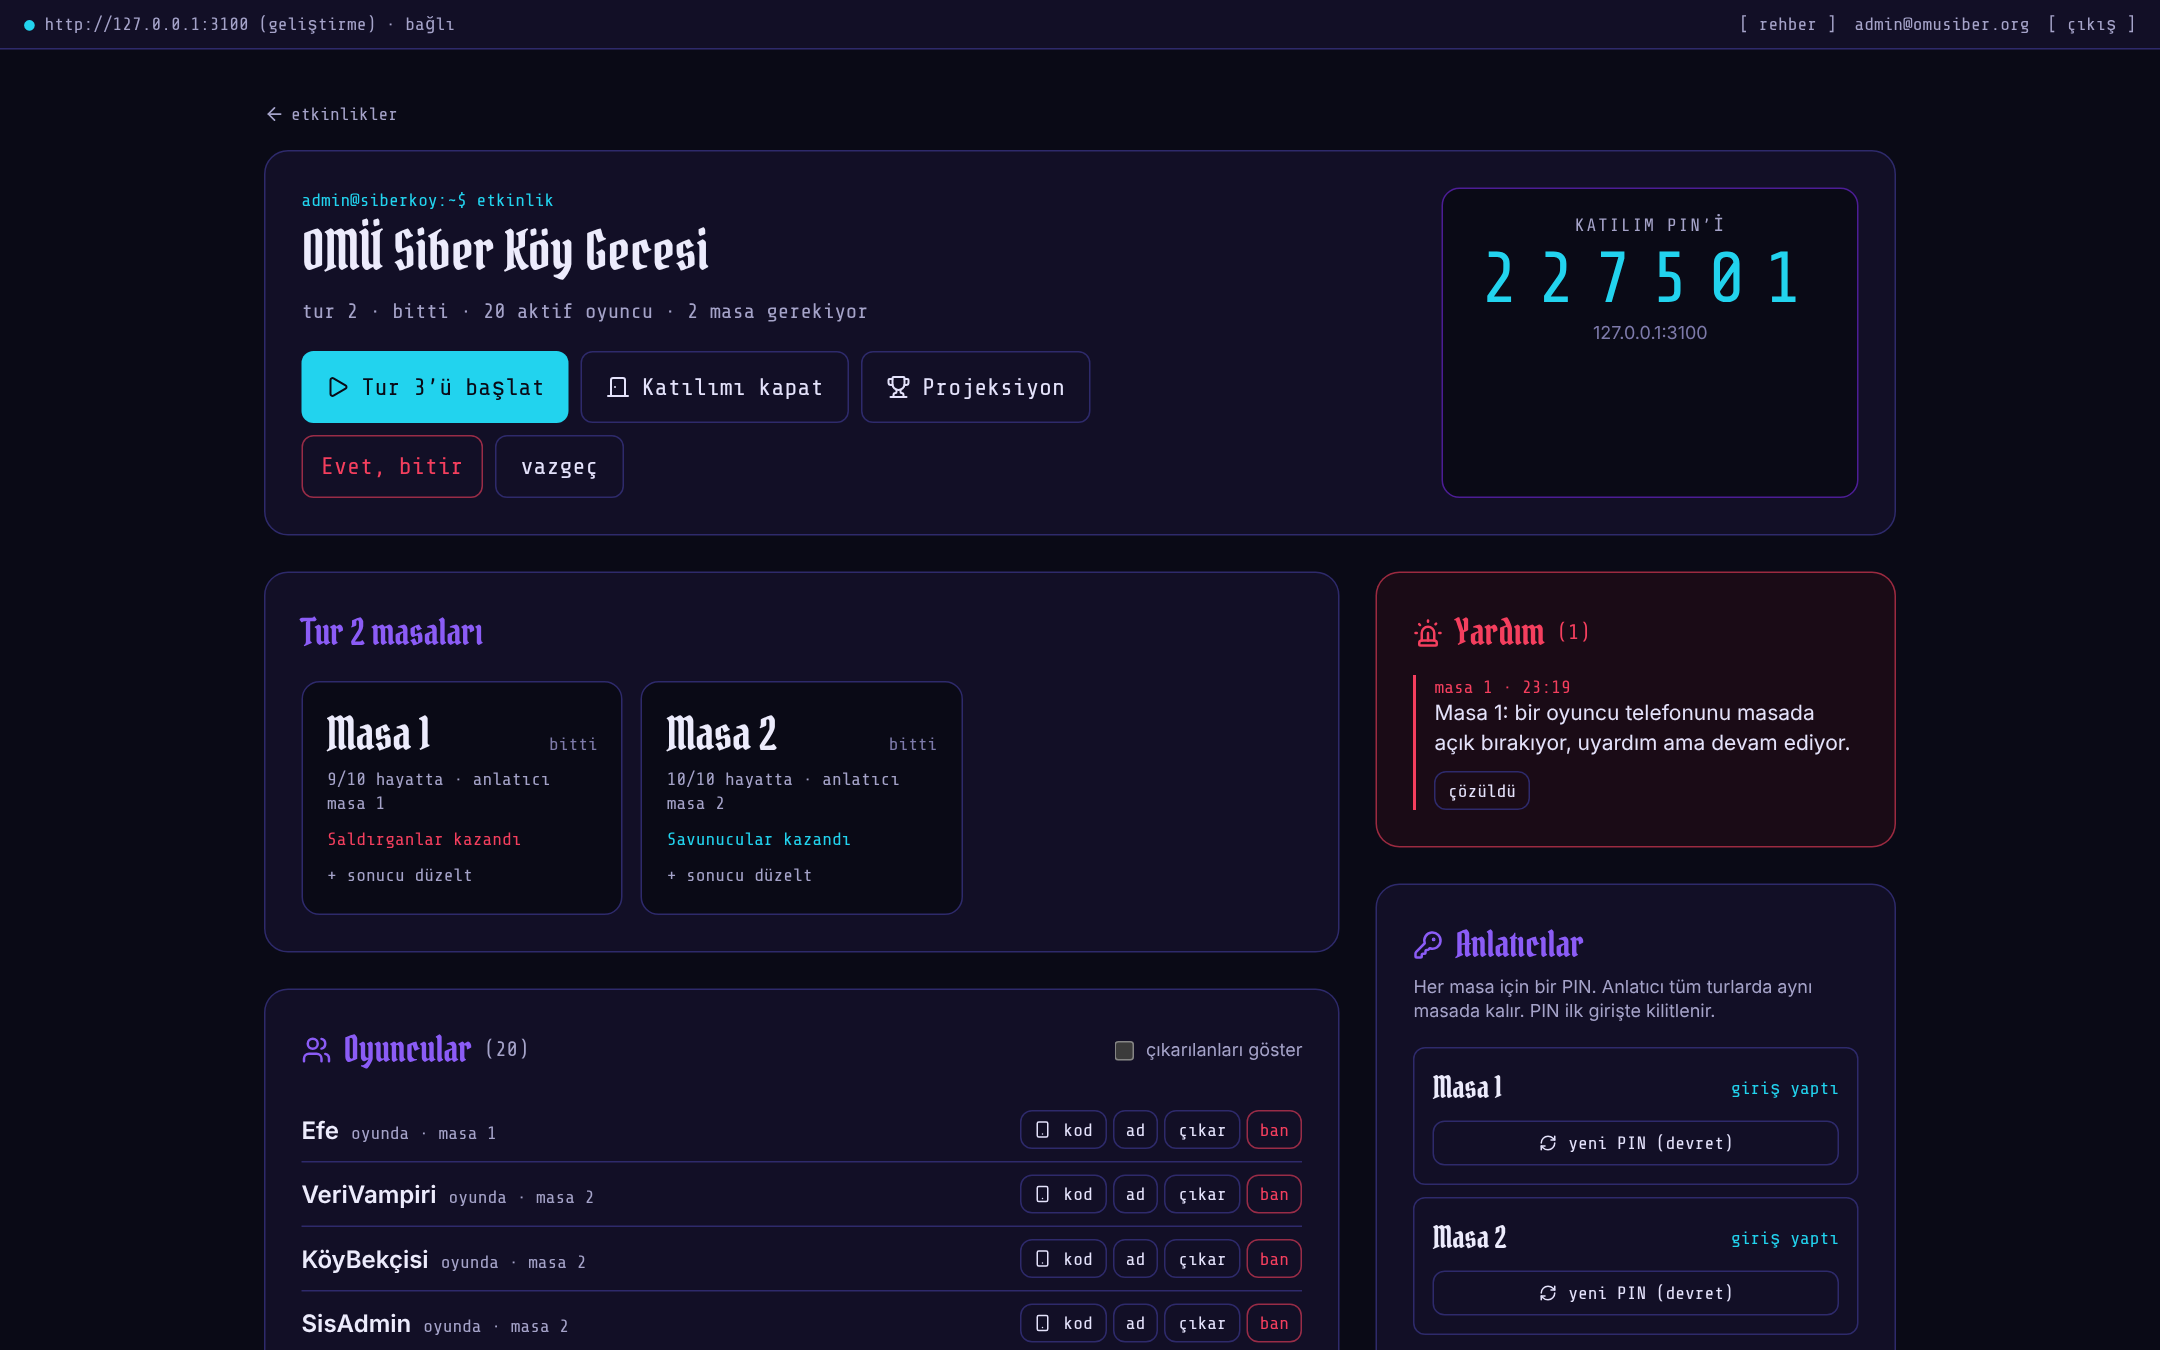 http://127.0.0.1:3100 (geliştirme) · bağlı
[ rehber ] admin@omusiber.org [ çıkış ]
← etkinlikler
admin@siberkoy:~$ etkinlik
OMÜ Siber Köy Gecesi
tur 2 · bitti · 20 aktif oyuncu · 2 masa gerekiyor
Tur 3’ü başlat
Katılımı kapat
Projeksiyon
Evet, bitir
vazgeç
KATILIM PIN’İ
227501
127.0.0.1:3100
Tur 2 masaları
Masa 1
bitti
9/10 hayatta · anlatıcı
masa 1
Saldırganlar kazandı
+ sonucu düzelt
Masa 2
bitti
10/10 hayatta · anlatıcı
masa 2
Savunucular kazandı
+ sonucu düzelt
Yardım (1)
masa 1 · 23:19
Masa 1: bir oyuncu telefonunu masada
açık bırakıyor, uyardım ama devam ediyor.
çözüldü
Oyuncular (20)
çıkarılanları göster
Efe oyunda · masa 1
kod ad çıkar ban
VeriVampiri oyunda · masa 2
kod ad çıkar ban
KöyBekçisi oyunda · masa 2
kod ad çıkar ban
SisAdmin oyunda · masa 2
kod ad çıkar ban
Anlatıcılar
Her masa için bir PIN. Anlatıcı tüm turlarda aynı
masada kalır. PIN ilk girişte kilitlenir.
Masa 1
giriş yaptı
yeni PIN (devret)
Masa 2
giriş yaptı
yeni PIN (devret)